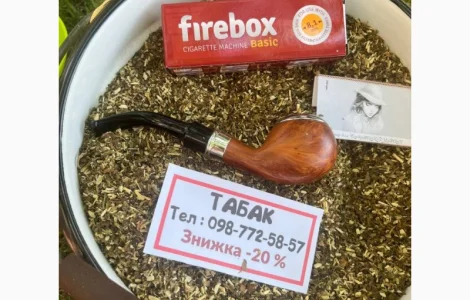 firebox
CIGARETTE MACHINE Basic
ТАБАК
Тел : 098-772-58-57
Знижка -20 %